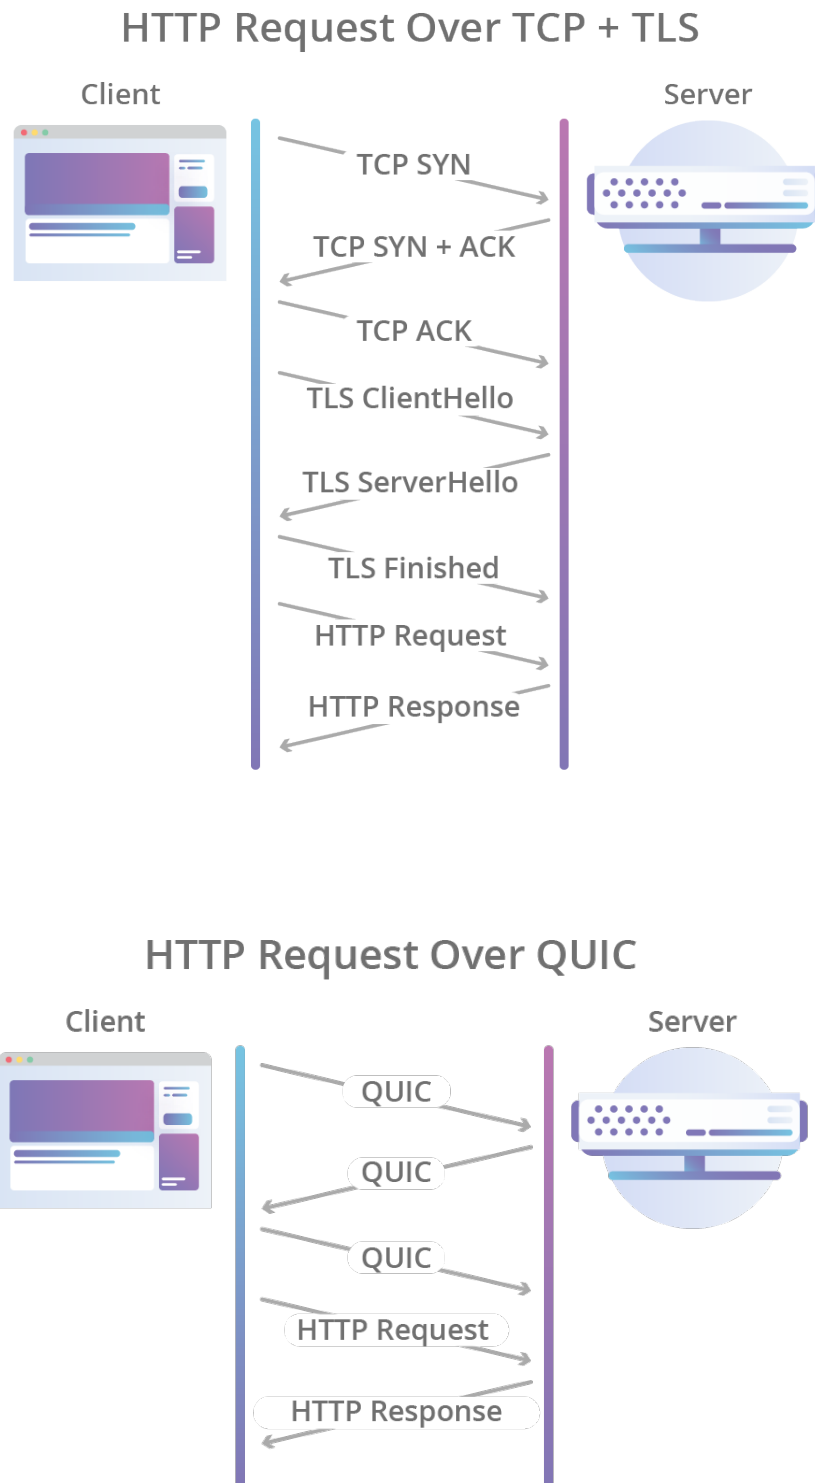 HTTP Request Over TCP + TLS
Client
Server
TCP SYN
TCP SYN + ACK
TCP ACK
TLS ClientHello
TLS ServerHello
TLS Finished
HTTP Request
HTTP Response
HTTP Request Over QUIC
Client
Server
QUIC
QUIC
QUIC
HTTP Request
HTTP Response